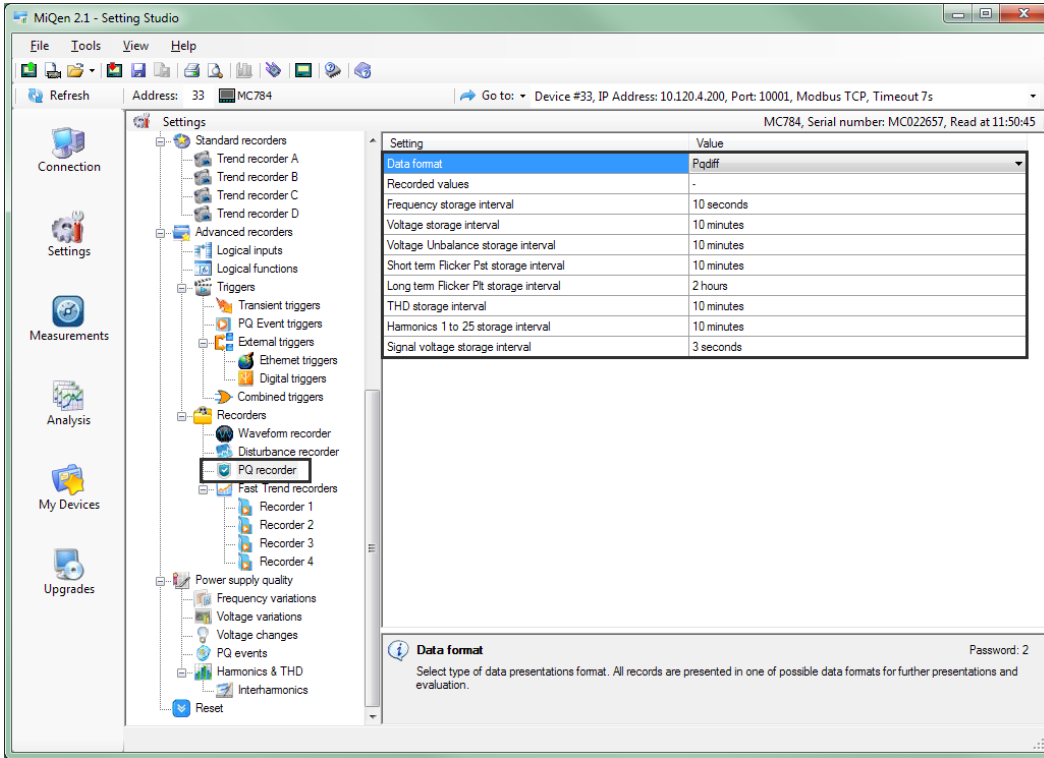 MiQen 2.1 - Setting Studio
File Tools View Help
Refresh Address: 33 MC784 Go to: Device #33, IP Address: 10.120.4.200, Port: 10001, Modbus TCP, Timeout 7s
Settings MC784, Serial number: MC022657, Read at 11:50:45
Connection
Settings
Measurements
Analysis
My Devices
Upgrades
Standard recorders
Trend recorder A
Trend recorder B
Trend recorder C
Trend recorder D
Advanced recorders
Logical inputs
Logical functions
Triggers
Transient triggers
PQ Event triggers
External triggers
Ethernet triggers
Digital triggers
Combined triggers
Recorders
Waveform recorder
Disturbance recorder
PQ recorder
Fast Trend recorders
Recorder 1
Recorder 2
Recorder 3
Recorder 4
Power supply quality
Frequency variations
Voltage variations
Voltage changes
PQ events
Harmonics & THD
Interharmonics
Reset
Setting Value
Data format Pqdiff
Recorded values -
Frequency storage interval 10 seconds
Voltage storage interval 10 minutes
Voltage Unbalance storage interval 10 minutes
Short term Flicker Pst storage interval 10 minutes
Long term Flicker Plt storage interval 2 hours
THD storage interval 10 minutes
Harmonics 1 to 25 storage interval 10 minutes
Signal voltage storage interval 3 seconds
Data format Password: 2
Select type of data presentations format. All records are presented in one of possible data formats for further presentations and
evaluation.